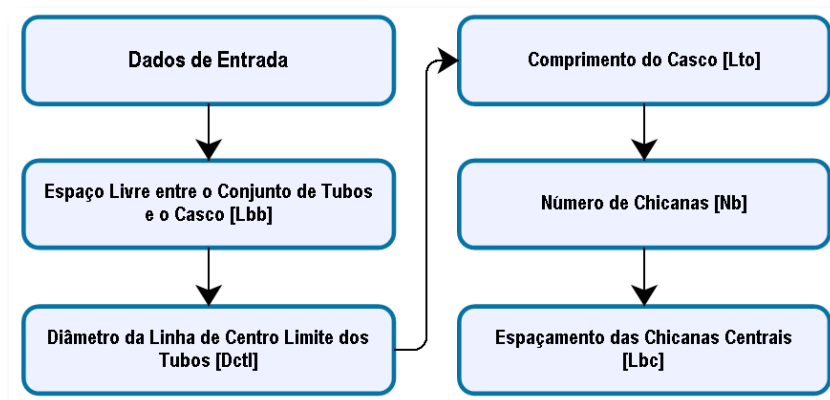 Dados de Entrada
Espaço Livre entre o Conjunto de Tubos
e o Casco [Lbb]
Diâmetro da Linha de Centro Limite dos
Tubos [Dctl]
Comprimento do Casco [Lto]
Número de Chicanas [Nb]
Espaçamento das Chicanas Centrais
[Lbc]